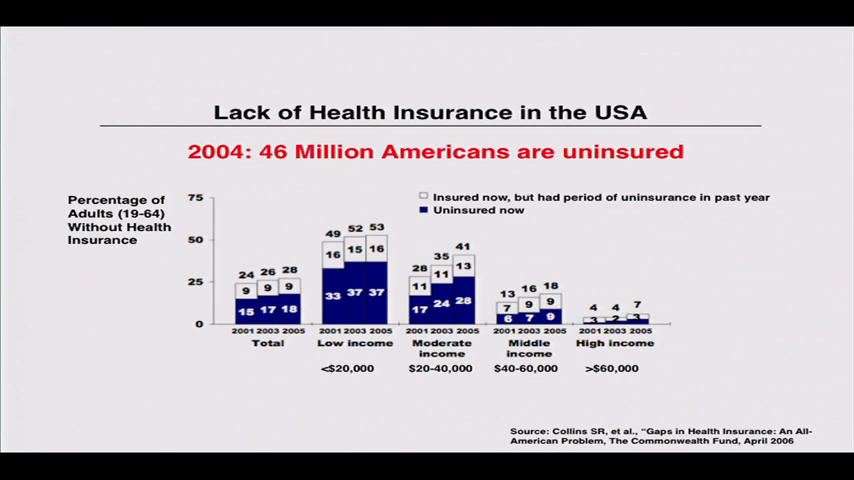 Lack of Health Insurance in the USA
2004: 46 Million Americans are uninsured
Percentage of
Adults (19-64)
Without Health
Insurance
75
50
25
0
Insured now, but had period of uninsurance in past year
Uninsured now
24 26 28
9 9 9
15 17 18
49 52 53
16 15 16
33 37 37
28 35 41
11 11 13
17 24 28
13 16 18
7 9 9
6 7 9
4 4 7
3 2 3
2001 2003 2005 2001 2003 2005 2001 2003 2005 2001 2003 2005 2001 2003 2005
Total
Low income
Moderate
income
Middle
income
High income
<$20,000 $20-40,000 $40-60,000 >$60,000
Source: Collins SR, et al., "Gaps in Health Insurance: An All-
American Problem, The Commonwealth Fund, April 2006